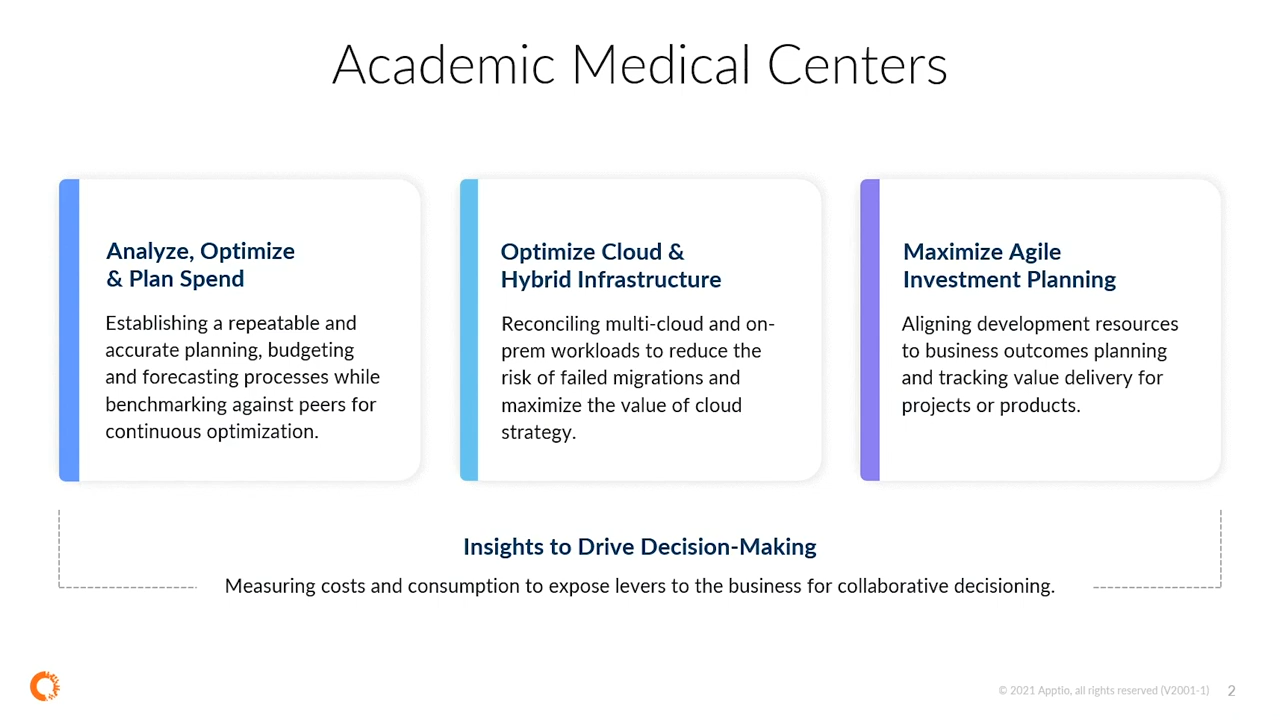 Academic Medical Centers
Analyze, Optimize
& Plan Spend
Establishing a repeatable and
accurate planning, budgeting
and forecasting processes while
benchmarking against peers for
continuous optimization.
Optimize Cloud &
Hybrid Infrastructure
Reconciling multi-cloud and on-
prem workloads to reduce the
risk of failed migrations and
maximize the value of cloud
strategy.
Maximize Agile
Investment Planning
Aligning development resources
to business outcomes planning
and tracking value delivery for
projects or products.
Insights to Drive Decision-Making
Measuring costs and consumption to expose levers to the business for collaborative decisioning.
© 2021 Apptio, all rights reserved (V2001-1) 2